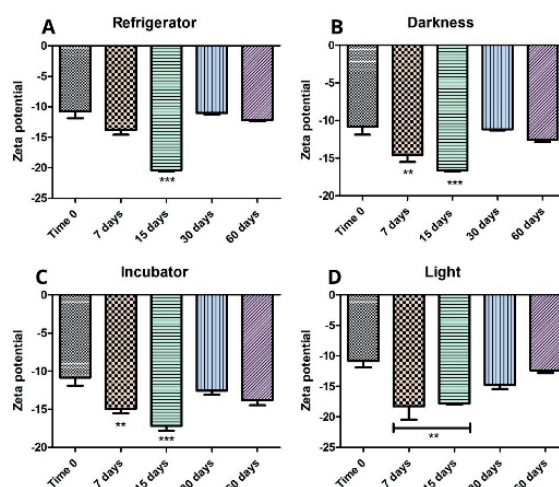 A Refrigerator
Zeta potential
0
-5
-10
-15
-20
-25
***
Time 0
7 days
15 days
30 days
60 days
B Darkness
Zeta potential
0
-5
-10
-15
-20
** ***
Time 0
7 days
15 days
30 days
60 days
C Incubator
Zeta potential
0
-5
-10
-15
-20
** ***
Time 0
7 days
15 days
30 days
60 days
D Light
Zeta potential
0
-5
-10
-15
-20
-25
**
Time 0
7 days
15 days
30 days